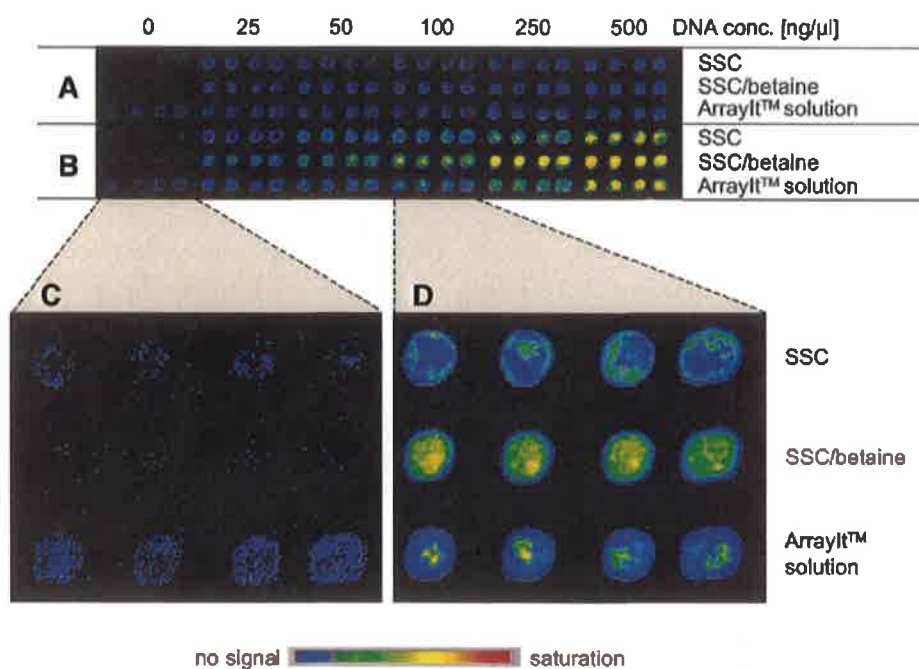 0 25 50 100 250 500 DNA conc. [ng/µl]
A
SSC
SSC/betaine
ArrayIt™ solution
B
SSC
SSC/betaine
ArrayIt™ solution
C D
SSC
SSC/betaine
ArrayIt™
solution
no signal saturation